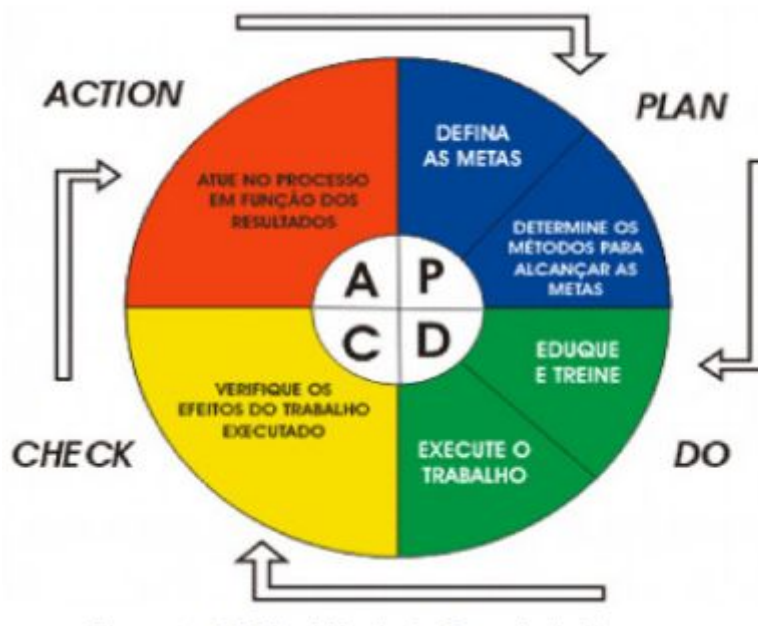 ACTION
PLAN
DEFINA
AS METAS
ATUE NO PROCESSO
EM FUNÇÃO DOS
RESULTADOS
DETERMINE OS
MÉTODOS PARA
ALCANÇAR AS
METAS
A P
C D
EDUQUE
E TREINE
VERIFIQUE OS
EFEITOS DO TRABALHO
EXECUTADO
EXECUTE O
TRABALHO
CHECK
DO